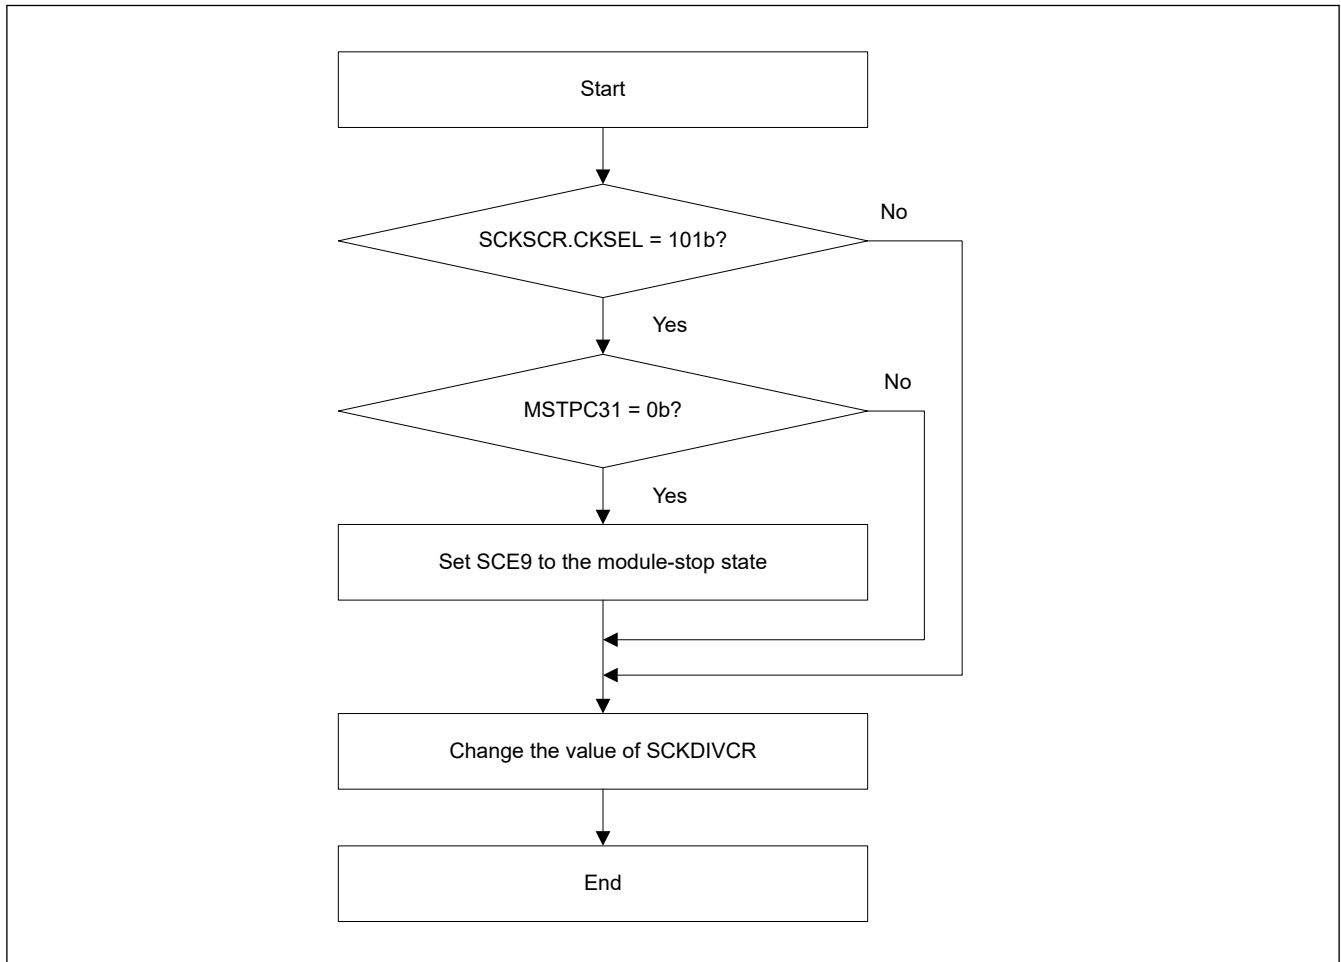 Start
SCKSCR.CKSEL = 101b?
No
Yes
MSTPC31 = 0b?
No
Yes
Set SCE9 to the module-stop state
Change the value of SCKDIVCR
End